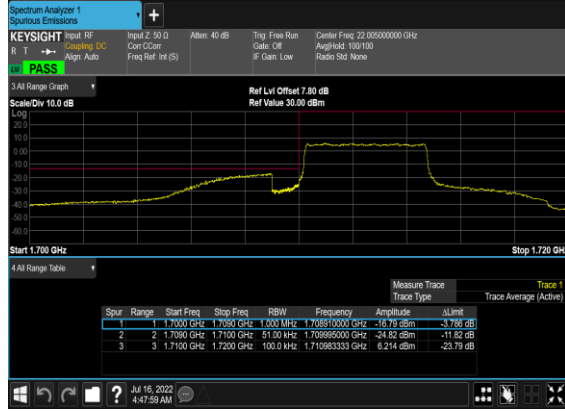 Spectrum Analyzer 1
Spurious Emissions
KEYSIGHT Input: RF Input Z: 50 Ω Atten: 40 dB Trig: Free Run Center Freq: 22.005000000 GHz
R T Coupling: DC Corr CCorr Gate: Off Avg|Hold: 100/100
Align: Auto Freq Ref: Int (S) IF Gain: Low Radio Std: None
PASS
3 All Range Graph
Ref Lvl Offset 7.80 dB
Scale/Div 10.0 dB Ref Value 30.00 dBm
Log
20.0
10.0
0.00
-10.0
-20.0
-30.0
-40.0
-50.0
-60.0
Start 1.700 GHz Stop 1.720 GHz
4 All Range Table
Measure Trace Trace 1
Trace Type Trace Average (Active)
Spur Range Start Freq Stop Freq RBW Frequency Amplitude ΔLimit
1 1 1.7000 GHz 1.7090 GHz 1.000 MHz 1.708910000 GHz -16.79 dBm -3.786 dB
2 2 1.7090 GHz 1.7100 GHz 51.00 kHz 1.709995000 GHz -24.82 dBm -11.82 dB
3 3 1.7100 GHz 1.7200 GHz 100.0 kHz 1.710983333 GHz 6.214 dBm -23.79 dB
? Jul 16, 2022
4:47:59 AM